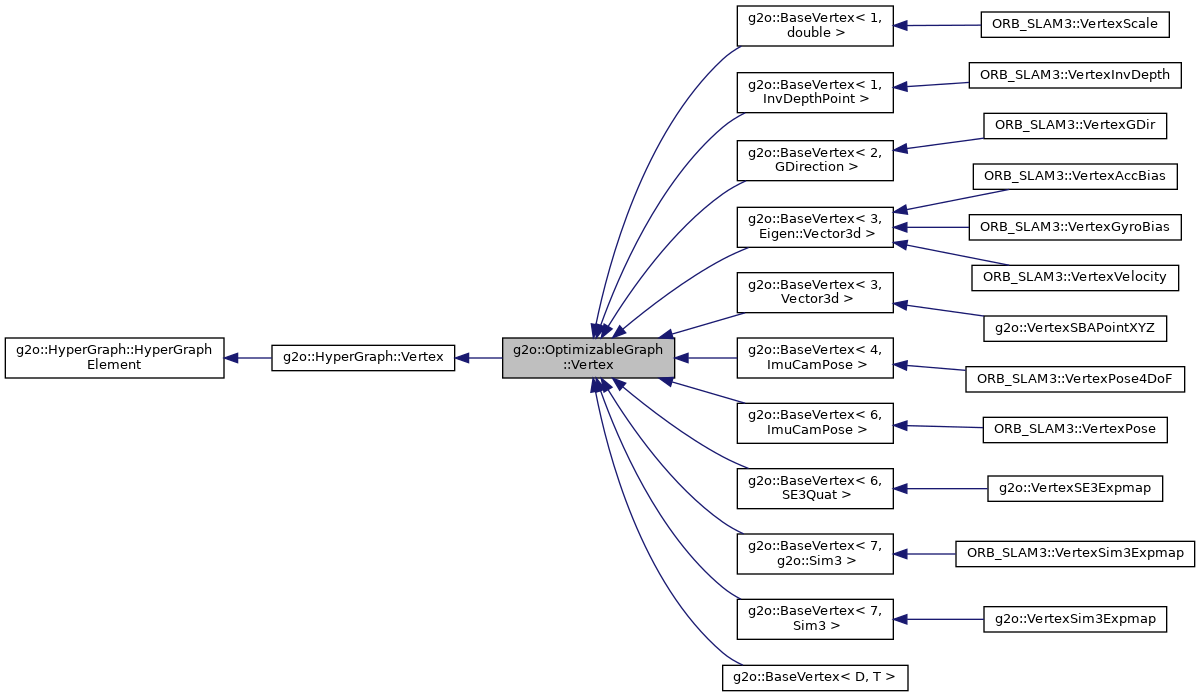 g2o::HyperGraph::HyperGraph
Element
g2o::HyperGraph::Vertex
g2o::OptimizableGraph
::Vertex
g2o::BaseVertex< 1,
double >
g2o::BaseVertex< 1,
InvDepthPoint >
g2o::BaseVertex< 2,
GDirection >
g2o::BaseVertex< 3,
Eigen::Vector3d >
g2o::BaseVertex< 3,
Vector3d >
g2o::BaseVertex< 4,
ImuCamPose >
g2o::BaseVertex< 6,
ImuCamPose >
g2o::BaseVertex< 6,
SE3Quat >
g2o::BaseVertex< 7,
g2o::Sim3 >
g2o::BaseVertex< 7,
Sim3 >
g2o::BaseVertex< D, T >
ORB_SLAM3::VertexScale
ORB_SLAM3::VertexInvDepth
ORB_SLAM3::VertexGDir
ORB_SLAM3::VertexAccBias
ORB_SLAM3::VertexGyroBias
ORB_SLAM3::VertexVelocity
g2o::VertexSBAPointXYZ
ORB_SLAM3::VertexPose4DoF
ORB_SLAM3::VertexPose
g2o::VertexSE3Expmap
ORB_SLAM3::VertexSim3Expmap
g2o::VertexSim3Expmap